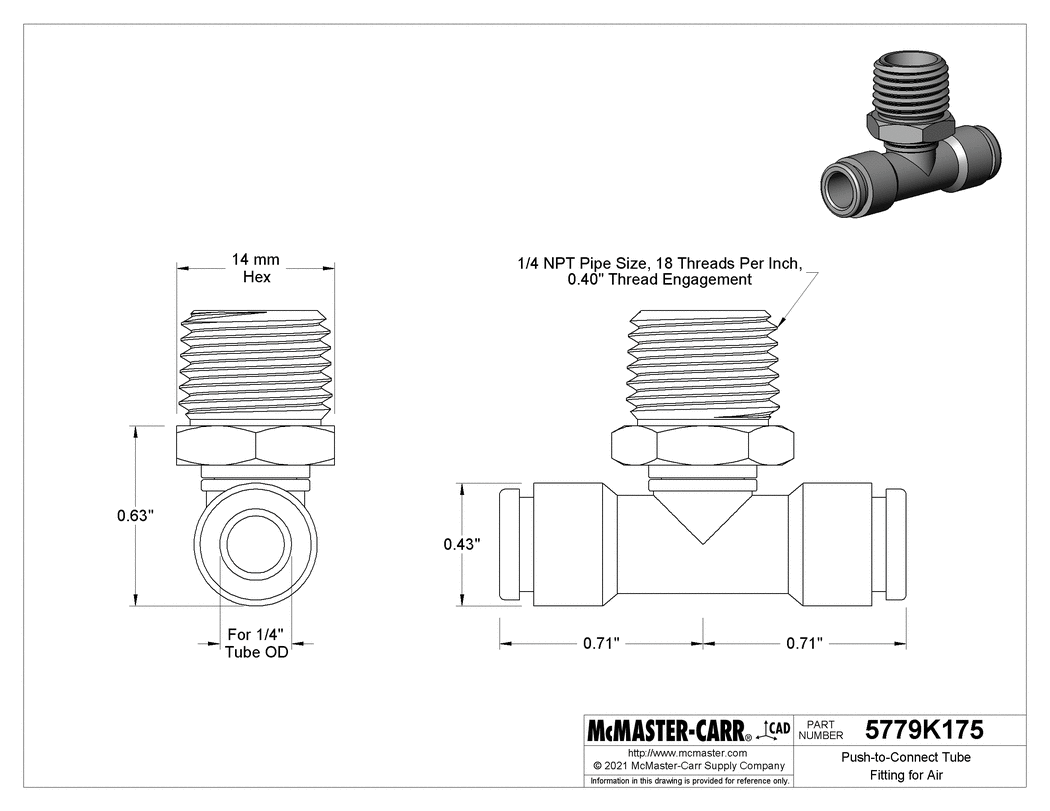 14 mm
Hex
1/4 NPT Pipe Size, 18 Threads Per Inch,
0.40" Thread Engagement
0.63"
0.43"
For 1/4"
Tube OD
0.71"
0.71"
McMASTER-CARR® CAD
PART
NUMBER
5779K175
http://www.mcmaster.com
© 2021 McMaster-Carr Supply Company
Information in this drawing is provided for reference only.
Push-to-Connect Tube
Fitting for Air